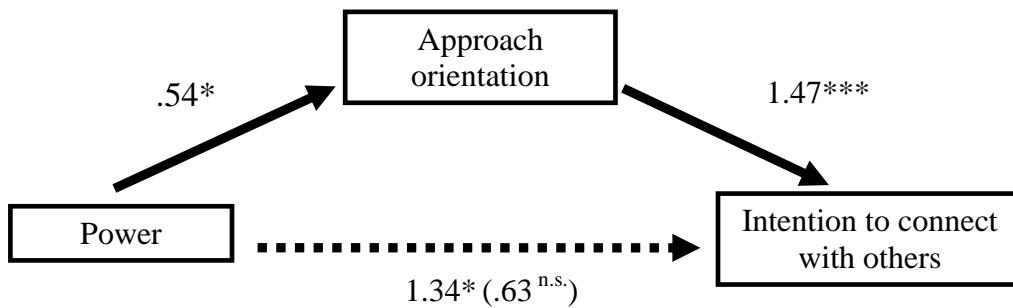 Approach
orientation
.54*
1.47***
Power
Intention to connect
with others
1.34* (.63 n.s.)